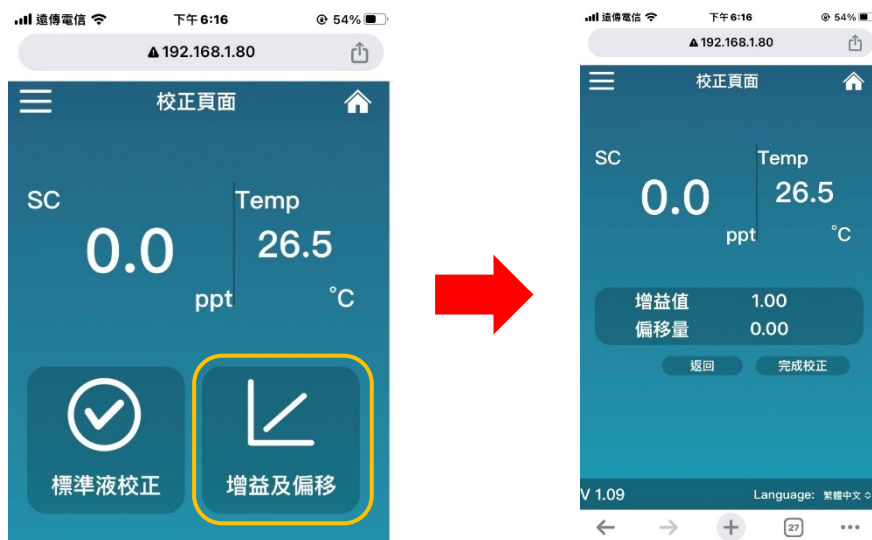 遠傳電信 下午6:16 54%
192.168.1.80
校正頁面
SC Temp
0.0 26.5
ppt °C
標準液校正 增益及偏移
遠傳電信 下午6:16 54%
192.168.1.80
校正頁面
SC Temp
0.0 26.5
ppt °C
增益值 1.00
偏移量 0.00
返回 完成校正
V 1.09 Language: 繁體中文
27